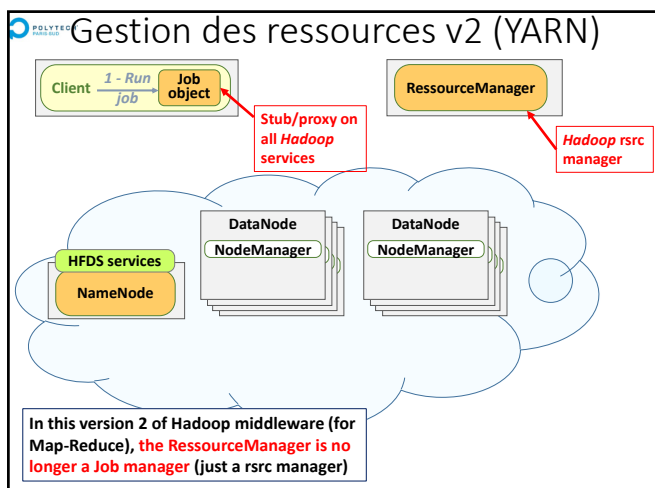 POLYTECH
PARIS-SUD
Gestion des ressources v2 (YARN)
Client
1 - Run
job
Job
object
RessourceManager
Stub/proxy on
all Hadoop
services
Hadoop rsrc
manager
DataNode
NodeManager
DataNode
NodeManager
HFDS services
NameNode
In this version 2 of Hadoop middleware (for
Map-Reduce), the RessourceManager is no
longer a Job manager (just a rsrc manager)